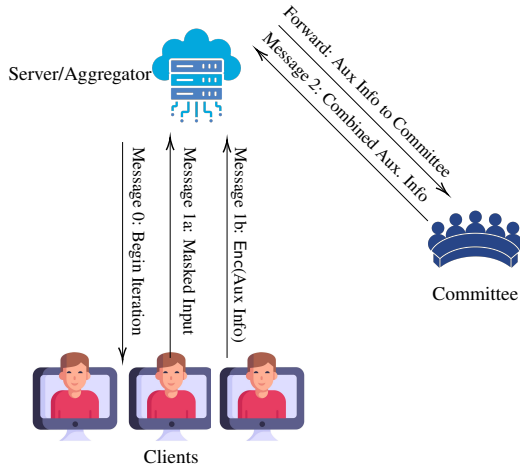 Server/Aggregator
Forward: Aux Info to Committee
Message 2: Combined Aux. Info
Message 0: Begin Iteration
Message 1a: Masked Input
Message 1b: Enc(Aux Info)
Committee
Clients